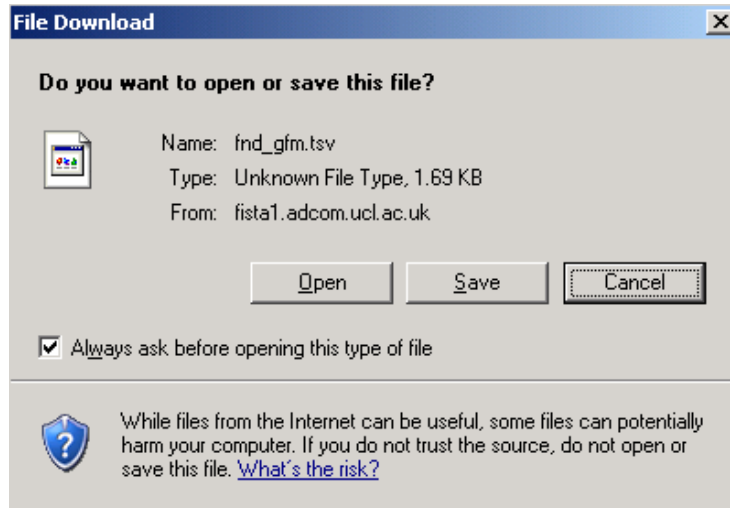 File Download
Do you want to open or save this file?
Name: fnd_gfm.tsv
Type: Unknown File Type, 1.69 KB
From: fista1.adcom.ucl.ac.uk
Open Save Cancel
Always ask before opening this type of file
While files from the Internet can be useful, some files can potentially
harm your computer. If you do not trust the source, do not open or
save this file. What's the risk?